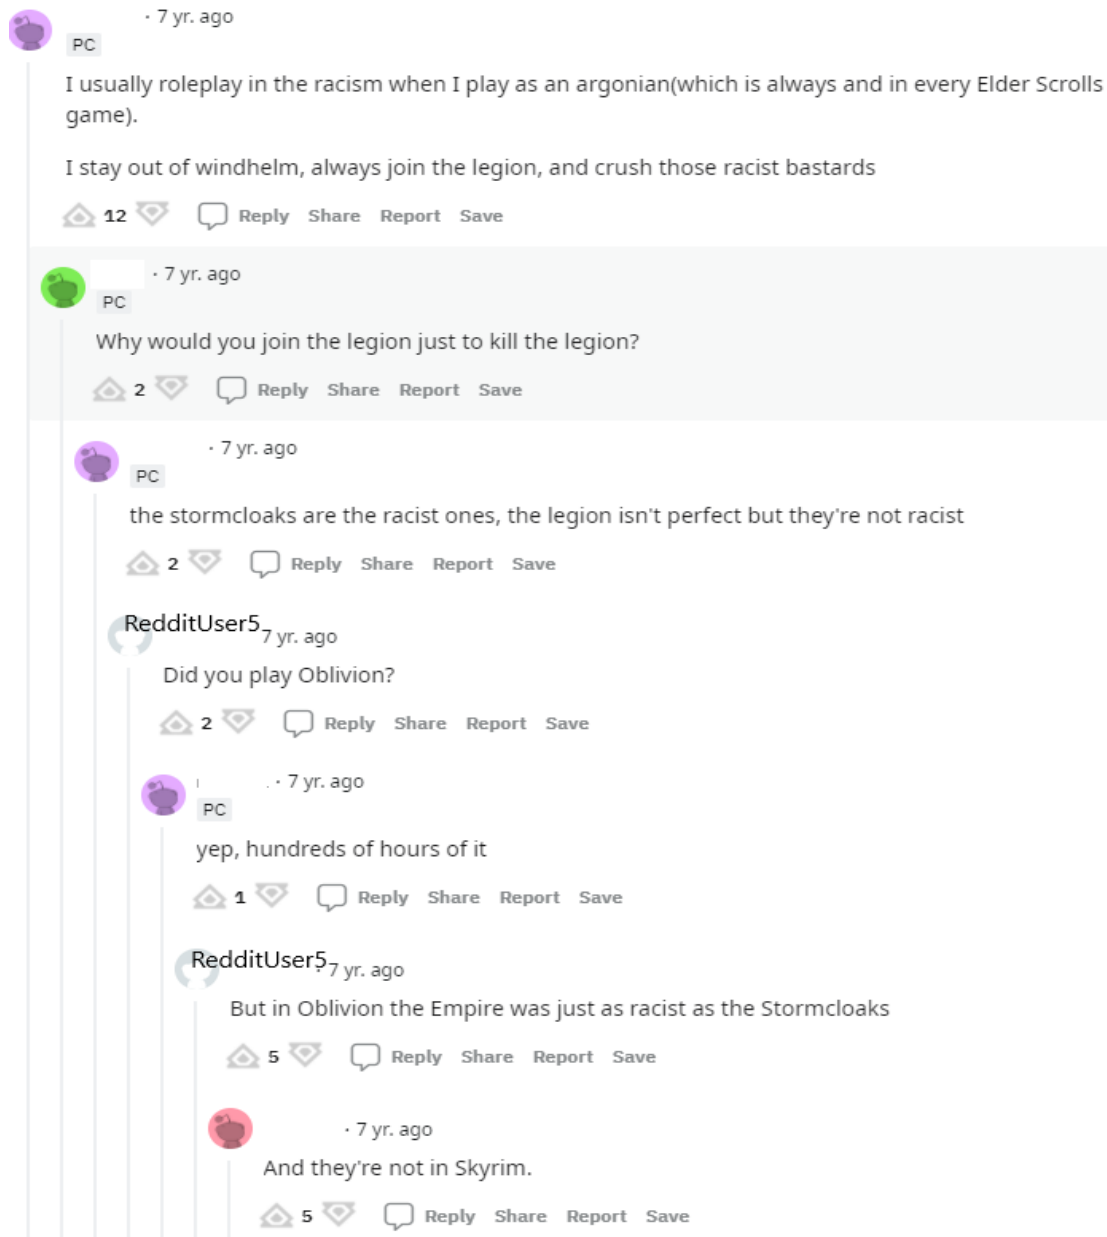 · 7 yr. ago
PC
I usually roleplay in the racism when I play as an argonian(which is always and in every Elder Scrolls
game).
I stay out of windhelm, always join the legion, and crush those racist bastards
12 Reply Share Report Save
· 7 yr. ago
PC
Why would you join the legion just to kill the legion?
2 Reply Share Report Save
· 7 yr. ago
PC
the stormcloaks are the racist ones, the legion isn't perfect but they're not racist
2 Reply Share Report Save
RedditUser5 7 yr. ago
Did you play Oblivion?
2 Reply Share Report Save
· 7 yr. ago
PC
yep, hundreds of hours of it
1 Reply Share Report Save
RedditUser5 7 yr. ago
But in Oblivion the Empire was just as racist as the Stormcloaks
5 Reply Share Report Save
· 7 yr. ago
And they're not in Skyrim.
5 Reply Share Report Save